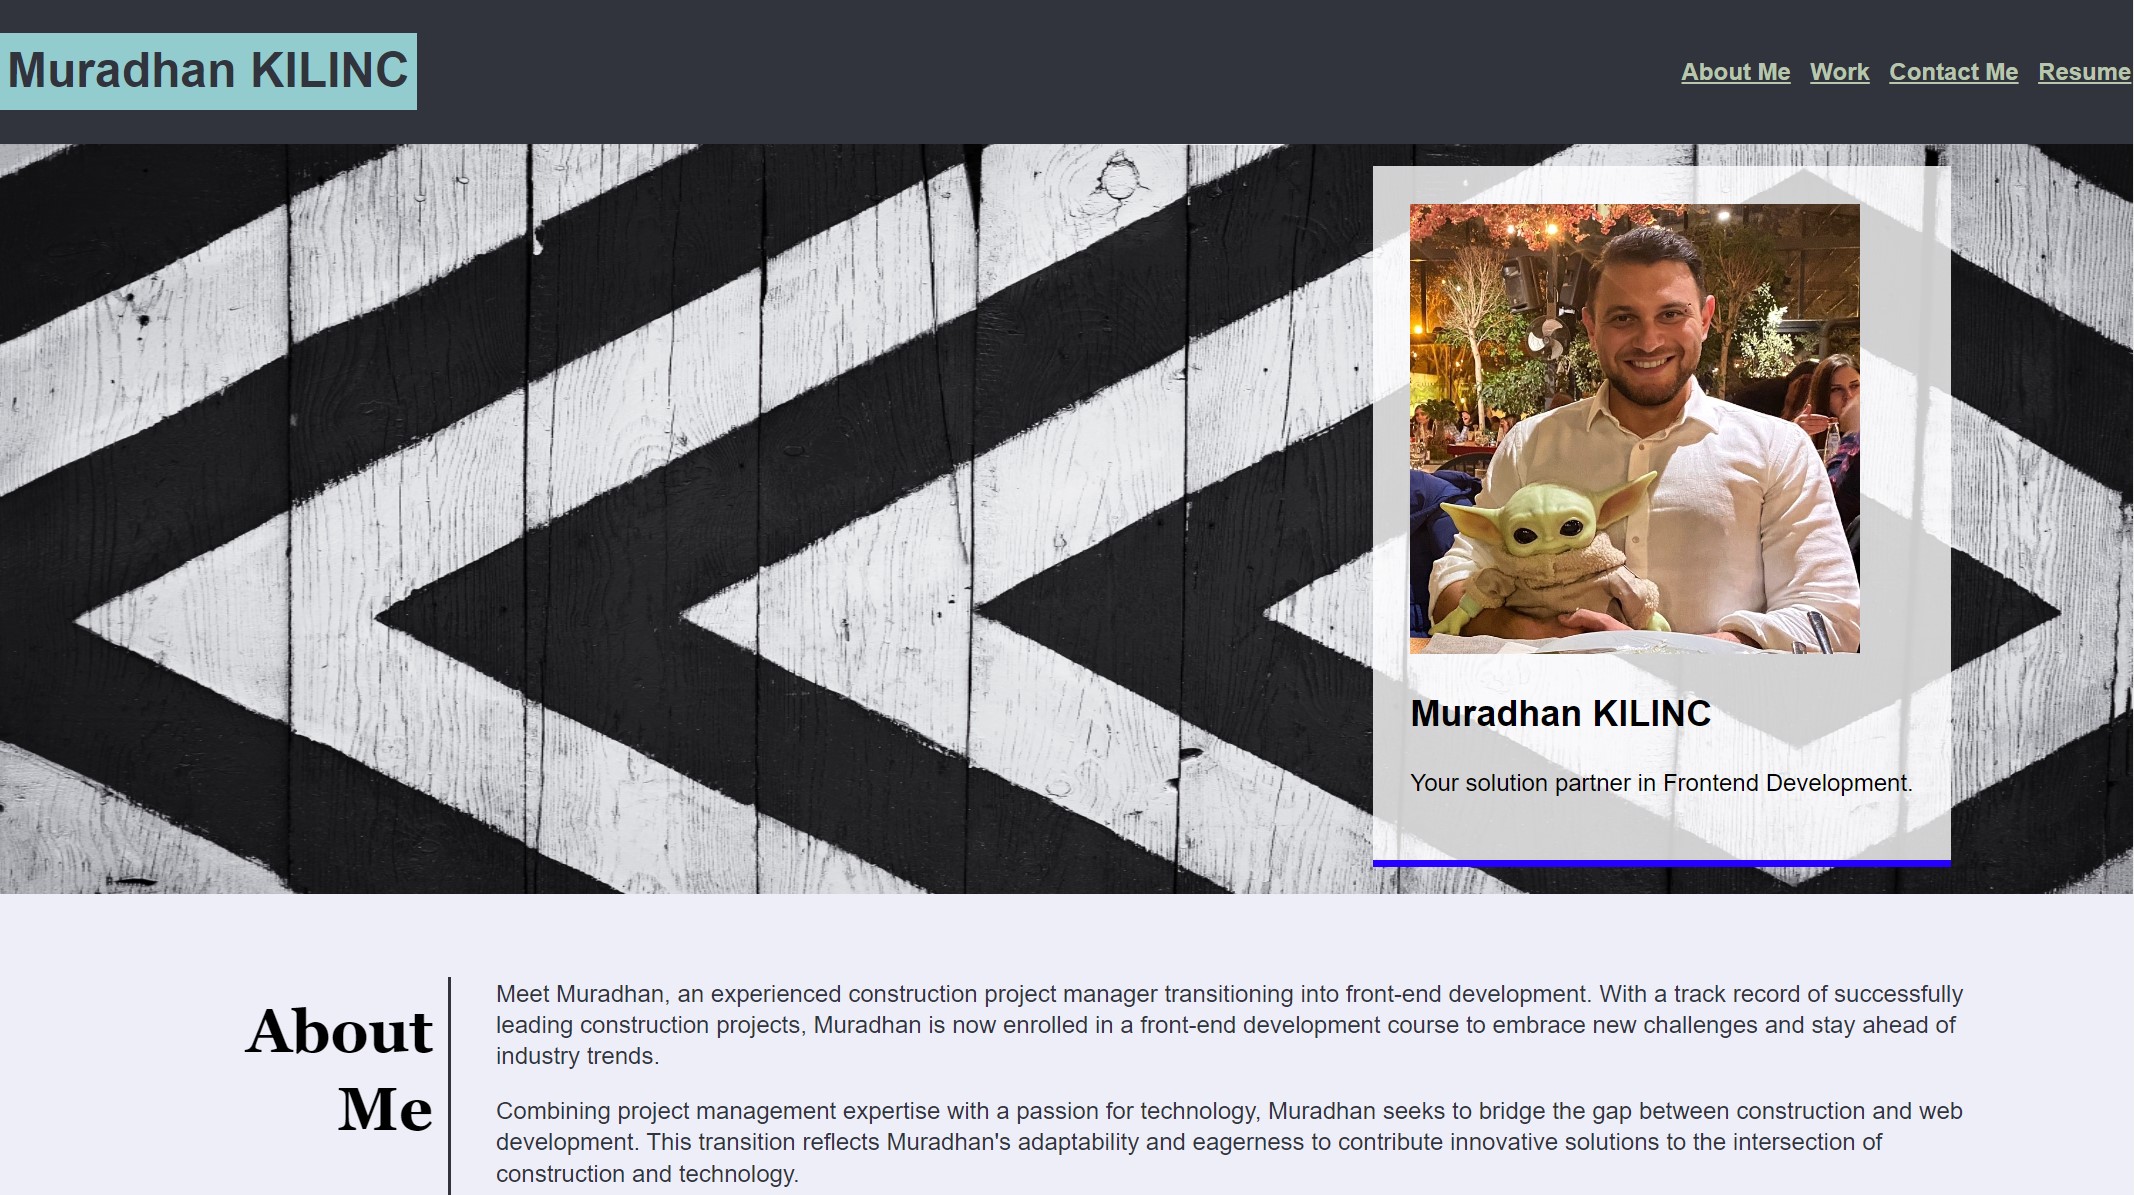 Muradhan KILINC
About Me Work Contact Me Resume
Muradhan KILINC
Your solution partner in Frontend Development.
About
Me
Meet Muradhan, an experienced construction project manager transitioning into front-end development. With a track record of successfully
leading construction projects, Muradhan is now enrolled in a front-end development course to embrace new challenges and stay ahead of
industry trends.
Combining project management expertise with a passion for technology, Muradhan seeks to bridge the gap between construction and web
development. This transition reflects Muradhan's adaptability and eagerness to contribute innovative solutions to the intersection of
construction and technology.